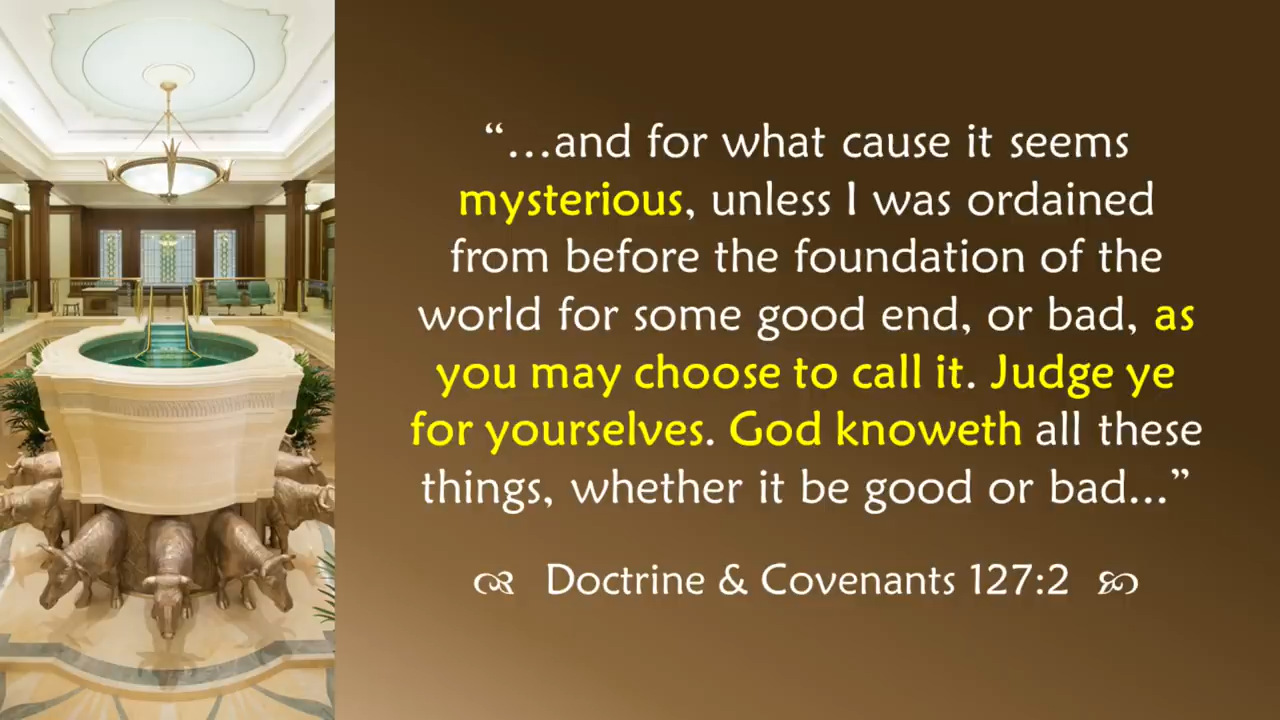 “...and for what cause it seems
mysterious, unless I was ordained
from before the foundation of the
world for some good end, or bad, as
you may choose to call it. Judge ye
for yourselves. God knoweth all these
things, whether it be good or bad...”
Doctrine & Covenants 127:2